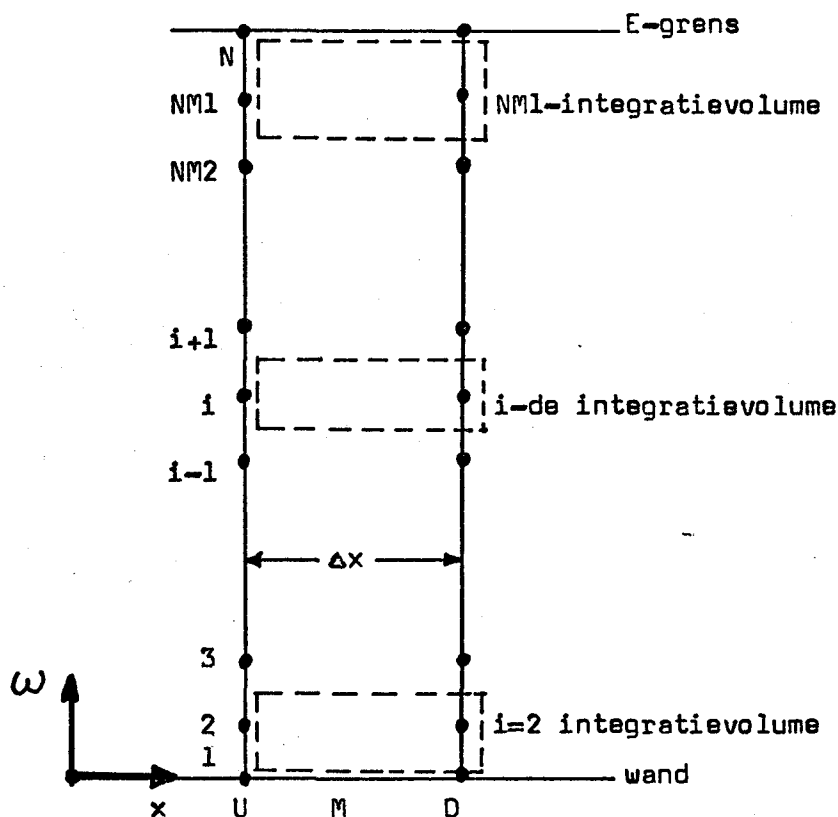 E-grens
N
NM1 NM1-integratievolume
NM2
i+1
i i-de integratievolume
i-1
Δx
3
ω
2 i=2 integratievolume
1
wand
x U M D